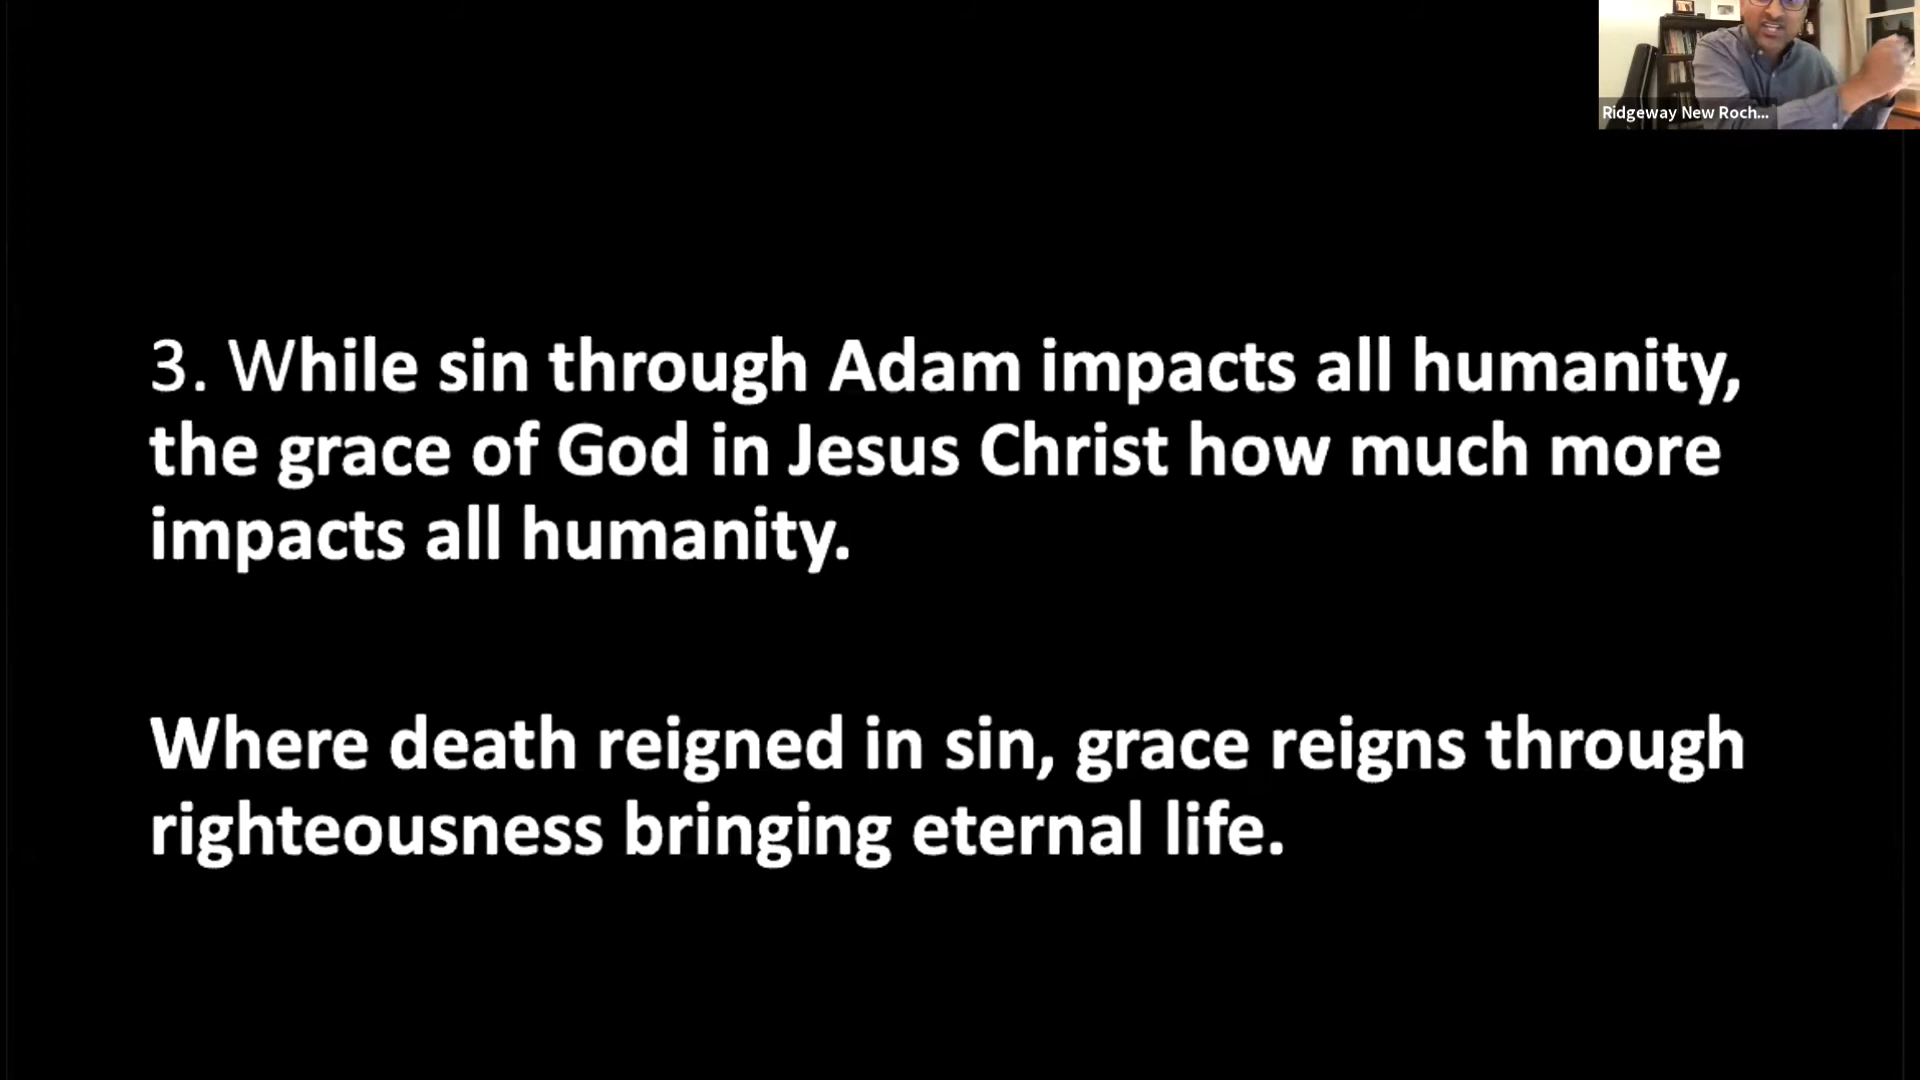 Ridgeway New Roch...
3. While sin through Adam impacts all humanity,
the grace of God in Jesus Christ how much more
impacts all humanity.
Where death reigned in sin, grace reigns through
righteousness bringing eternal life.